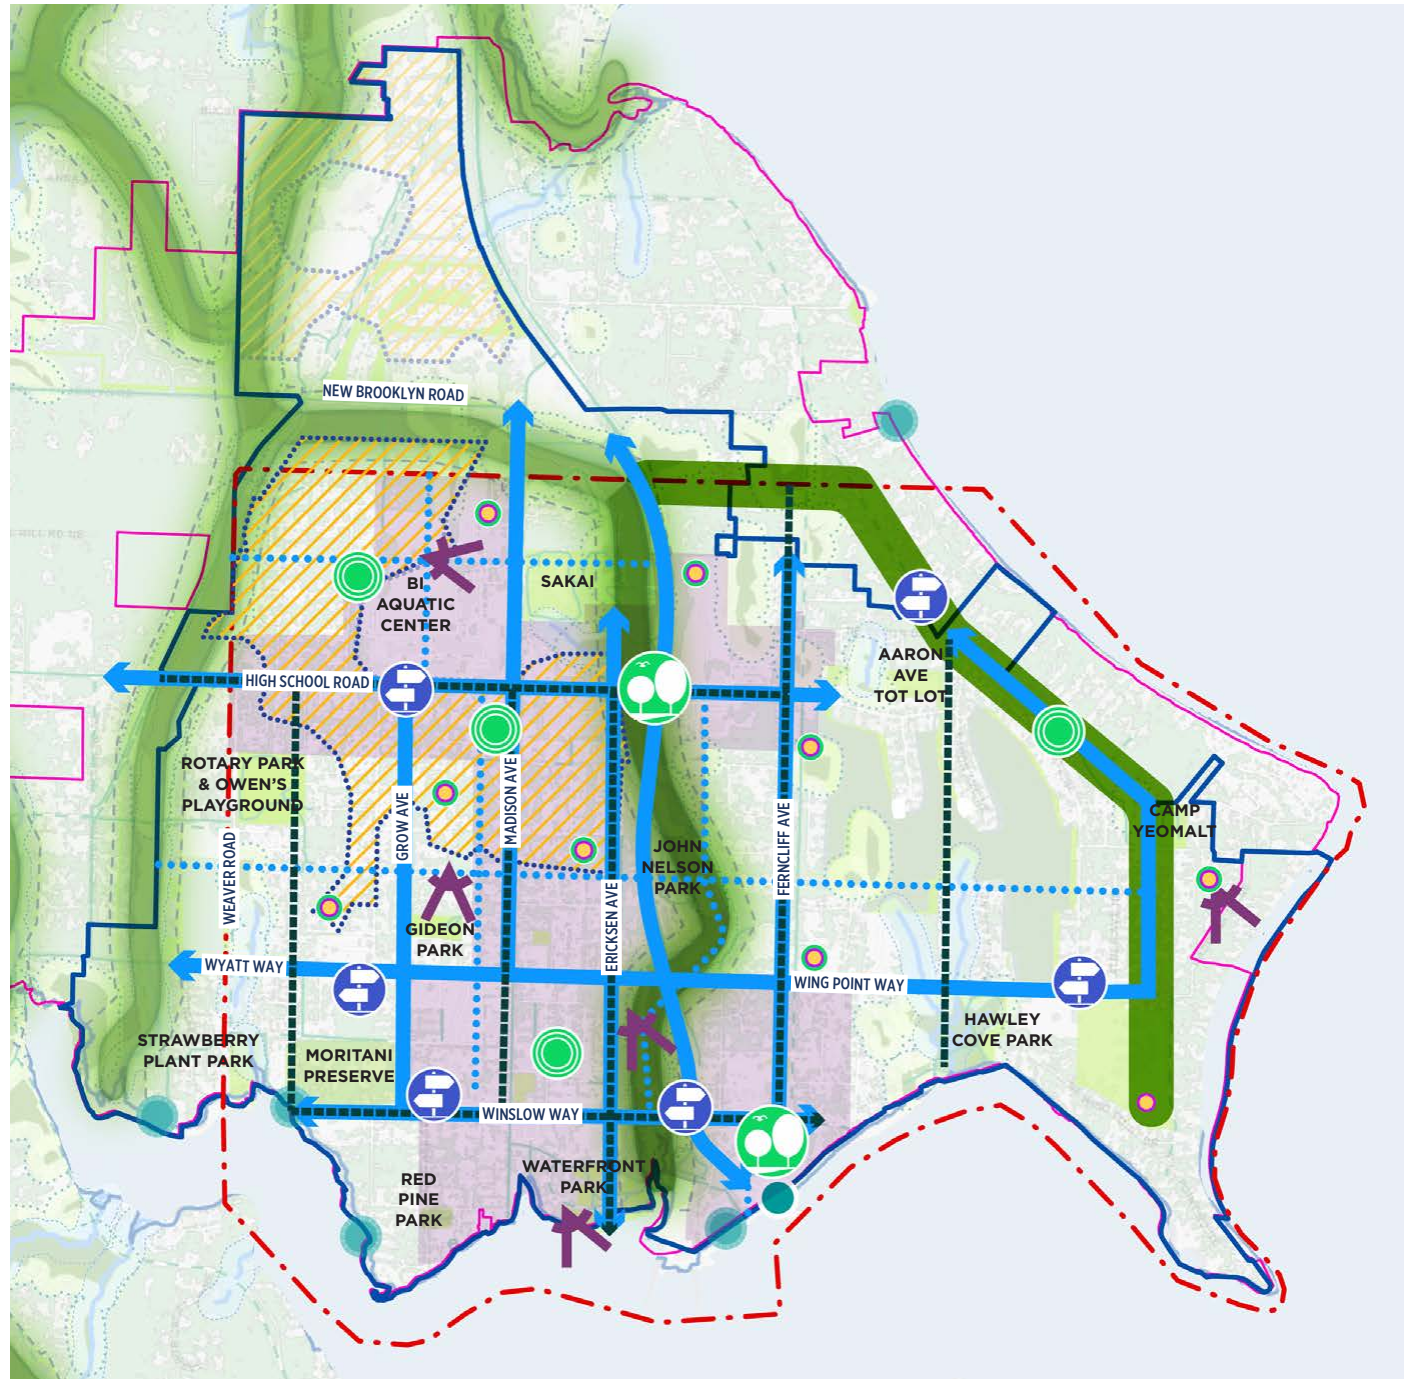 NEW BROOKLYN ROAD
SAKAI
BI
AQUATIC
CENTER
HIGH SCHOOL ROAD
AARON
AVE
TOT LOT
ROTARY PARK
& OWEN'S
PLAYGROUND
MADISON AVE
GROW AVE
FERNCLIFF AVE
CAMP
YEOMALT
WEAVER ROAD
JOHN
NELSON
PARK
ERICKSEN AVE
GIDEON
PARK
WYATT WAY
WING POINT WAY
HAWLEY
COVE PARK
STRAWBERRY
PLANT PARK
MORITANI
PRESERVE
WINSLOW WAY
WATERFRONT
PARK
RED
PINE
PARK